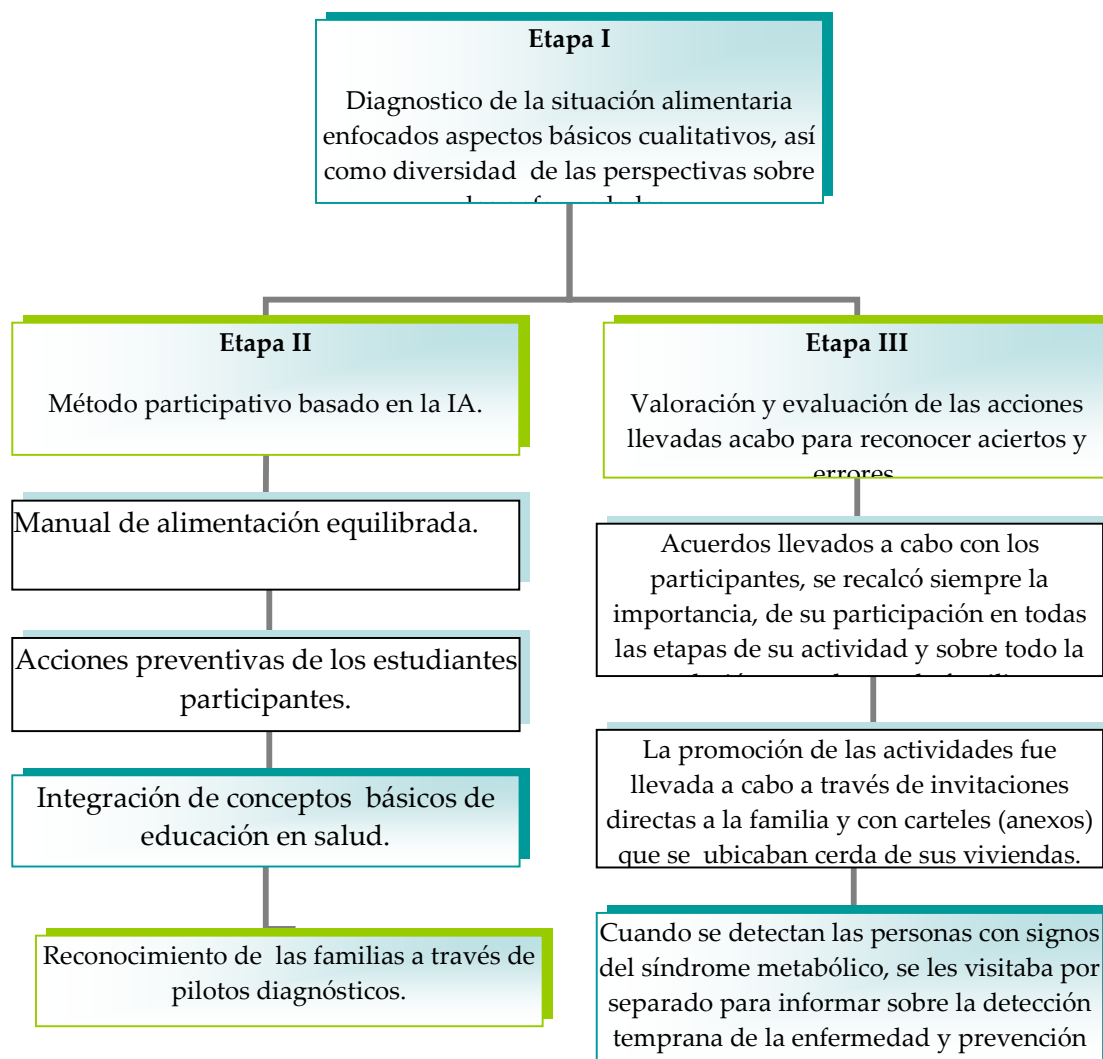 Etapa I
Diagnostico de la situación alimentaria
enfocados aspectos básicos cualitativos, así
como diversidad de las perspectivas sobre
Etapa II
Método participativo basado en la IA.
Manual de alimentación equilibrada.
Acciones preventivas de los estudiantes
participantes.
Integración de conceptos básicos de
educación en salud.
Reconocimiento de las familias a través de
pilotos diagnósticos.
Etapa III
Valoración y evaluación de las acciones
llevadas acabo para reconocer aciertos y
errores
Acuerdos llevados a cabo con los
participantes, se recalcó siempre la
importancia, de su participación en todas
las etapas de su actividad y sobre todo la
La promoción de las actividades fue
llevada a cabo a través de invitaciones
directas a la familia y con carteles (anexos)
que se ubicaban cerda de sus viviendas.
Cuando se detectan las personas con signos
del síndrome metabólico, se les visitaba por
separado para informar sobre la detección
temprana de la enfermedad y prevención